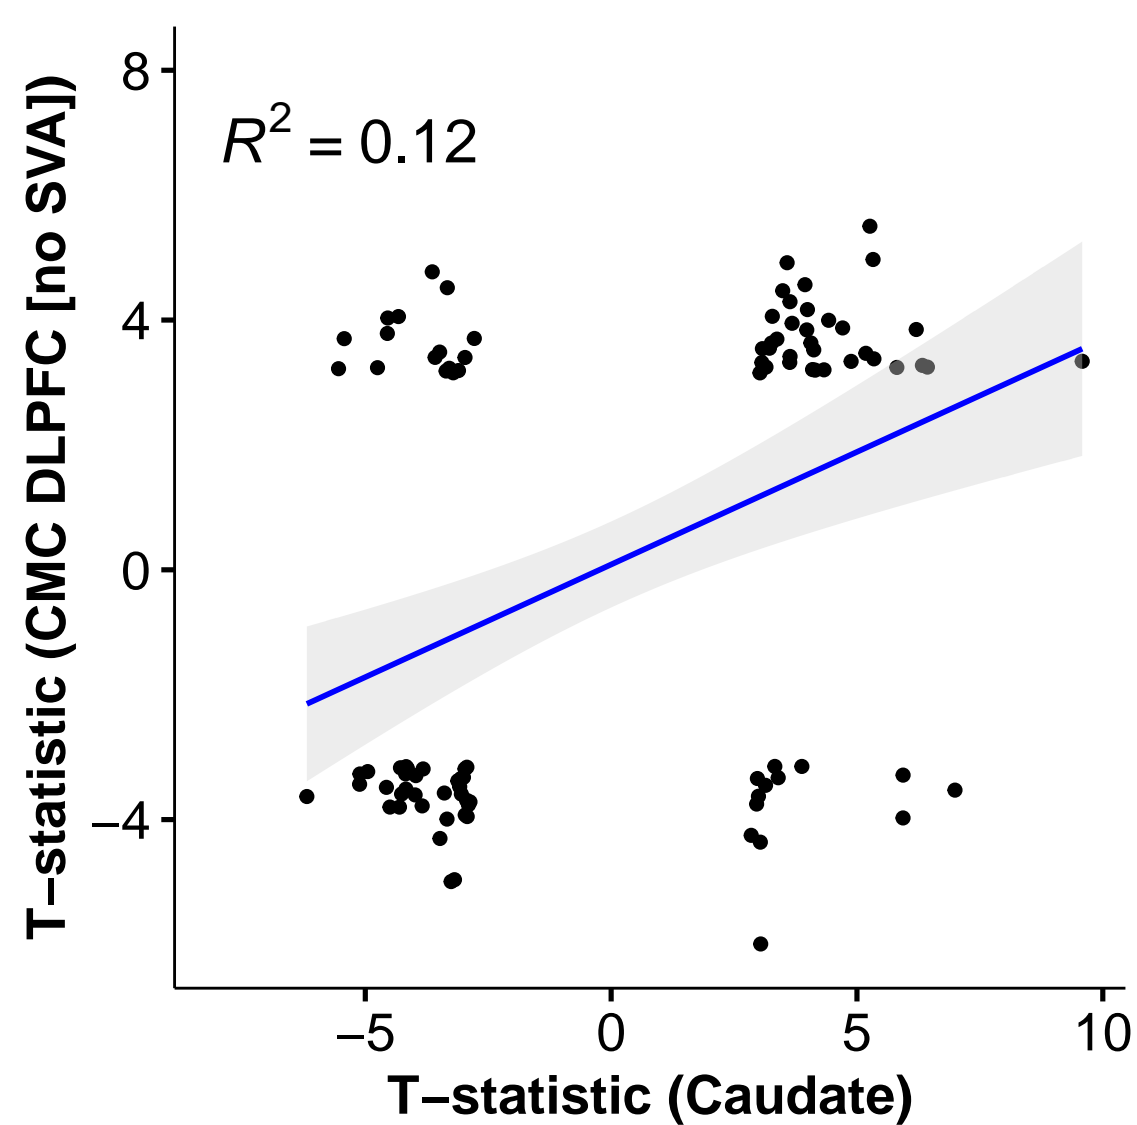 T−statistic (CMC DLPFC [no SVA])
8
4
0
−4
R² = 0.12
−5
0
5
10
T−statistic (Caudate)